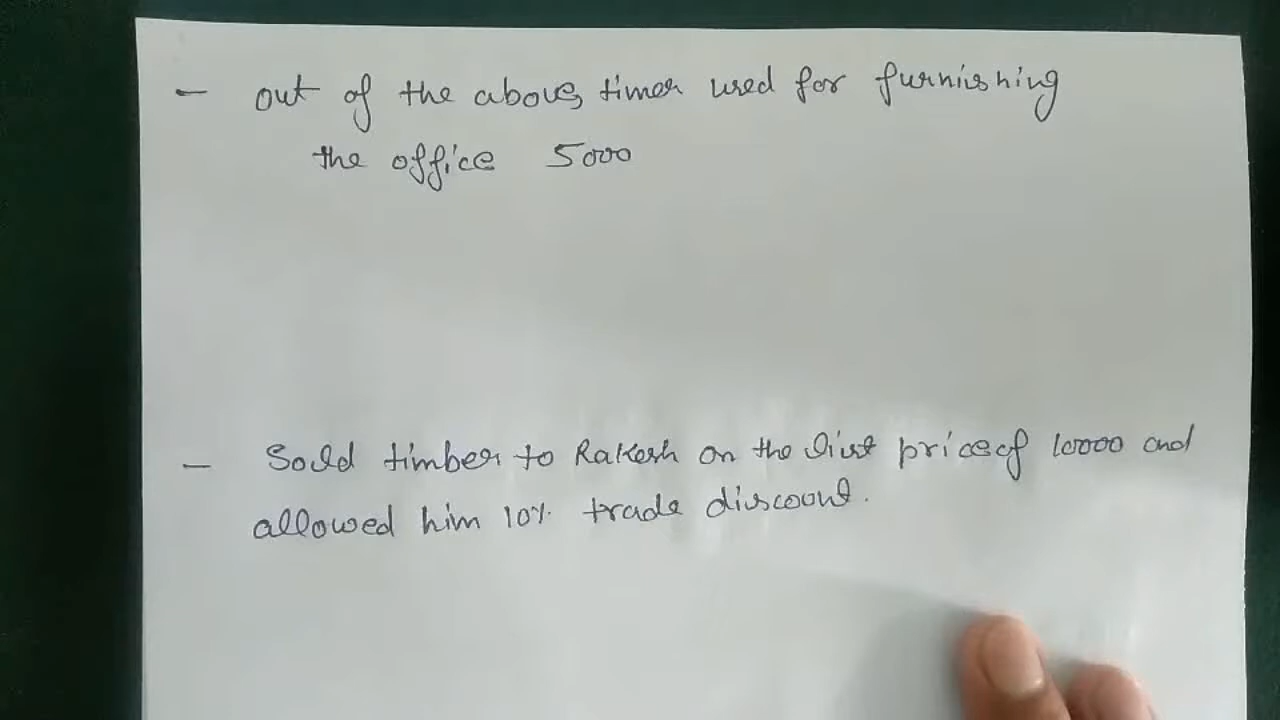 - out of the above, timer used for furnishing
the office 5000
- Sold timber to Rakesh on the list price of 10000 and
allowed him 10% trade discount.